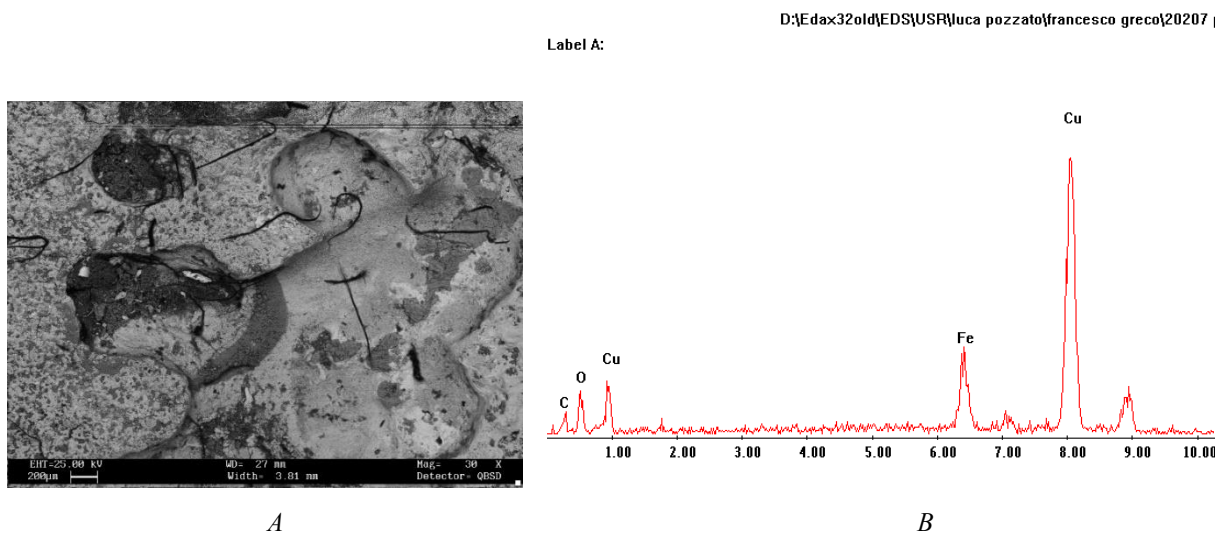 D:\Edax32old\EDS\USR\luca pozzato\francesco greco\20207
Label A:
Cu
Fe
Cu
O
C
1.00 2.00 3.00 4.00 5.00 6.00 7.00 8.00 9.00 10.00
EHT=25.00 kV WD= 27 mm Mag= 30 X
200µm Width= 3.81 mm Detector= QBSD
A B